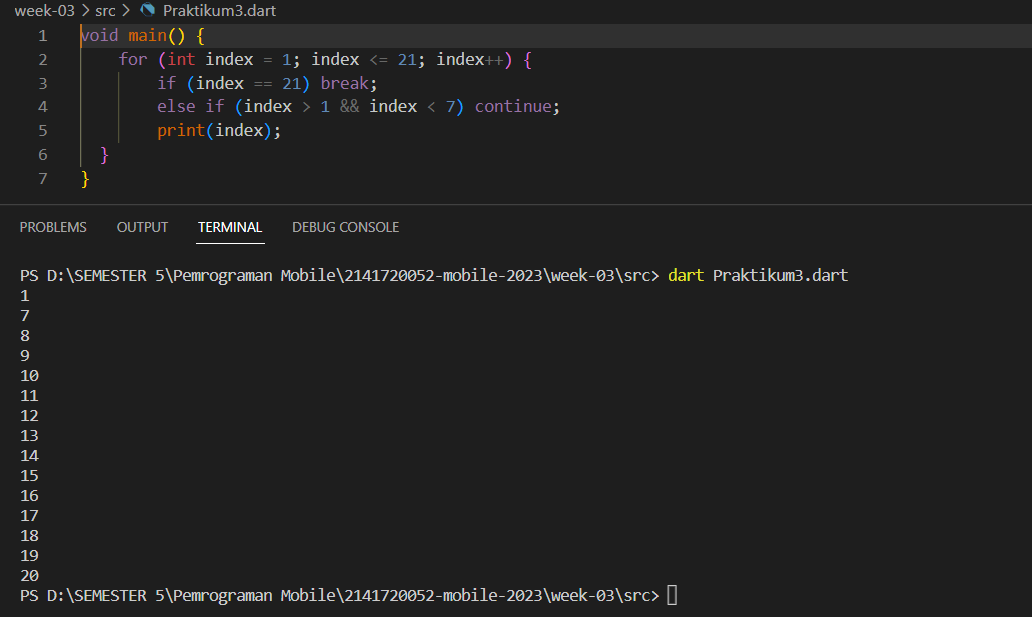 week-03 > src > Praktikum3.dart
1 void main() {
2 for (int index = 1; index <= 21; index++) {
3 if (index == 21) break;
4 else if (index > 1 && index < 7) continue;
5 print(index);
6 }
7 }
PROBLEMS OUTPUT TERMINAL DEBUG CONSOLE
PS D:\SEMESTER 5\Pemrograman Mobile\2141720052-mobile-2023\week-03\src> dart Praktikum3.dart
1
7
8
9
10
11
12
13
14
15
16
17
18
19
20
PS D:\SEMESTER 5\Pemrograman Mobile\2141720052-mobile-2023\week-03\src>